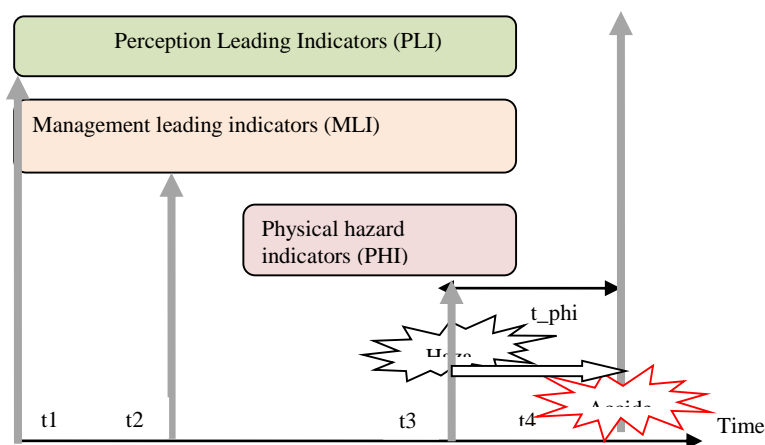 Perception Leading Indicators (PLI)
Management leading indicators (MLI)
Physical hazard
indicators (PHI)
t_phi
t1
t2
t3
t4
Time